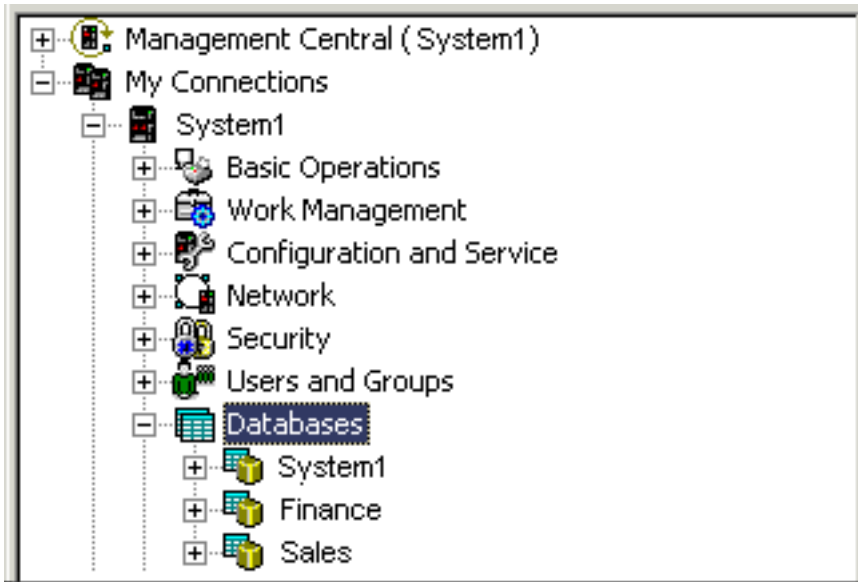 Management Central ( System1)
My Connections
System1
Basic Operations
Work Management
Configuration and Service
Network
Security
Users and Groups
Databases
System1
Finance
Sales